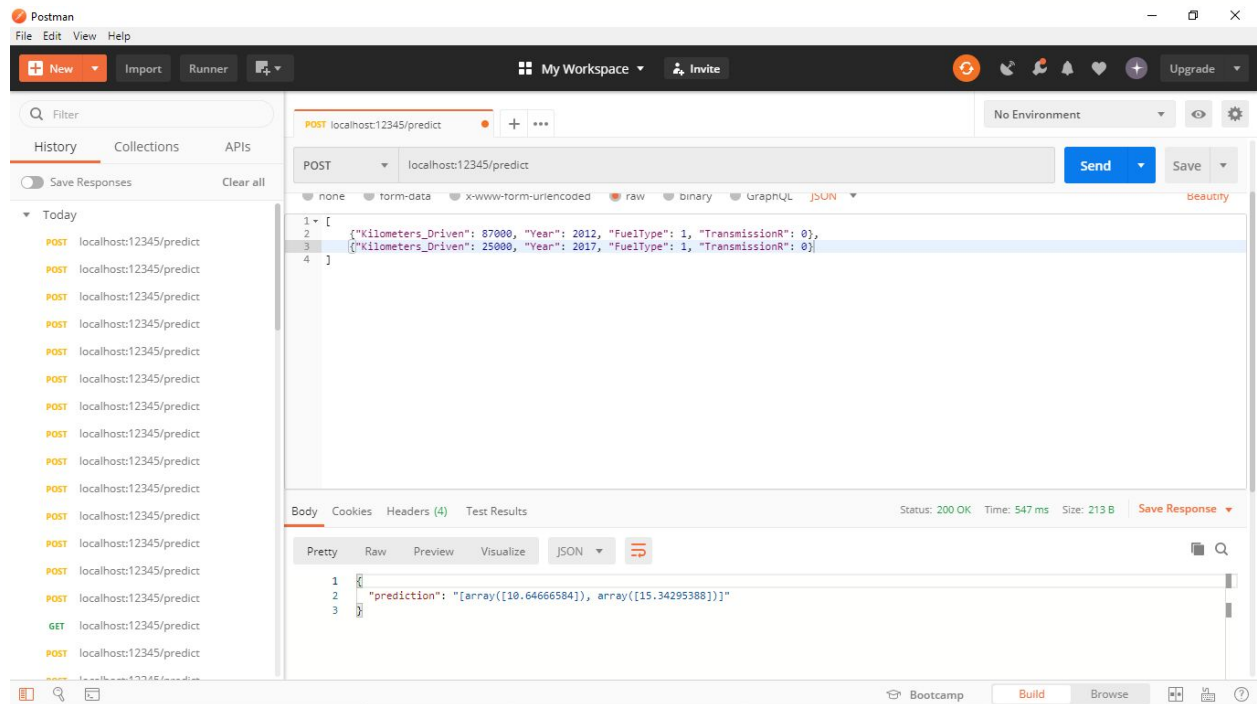 Postman
File Edit View Help
New Import Runner My Workspace Invite Upgrade
Filter
History Collections APIs
Save Responses Clear all
Today
POST localhost:12345/predict
POST localhost:12345/predict
POST localhost:12345/predict
POST localhost:12345/predict
POST localhost:12345/predict
POST localhost:12345/predict
POST localhost:12345/predict
POST localhost:12345/predict
POST localhost:12345/predict
POST localhost:12345/predict
POST localhost:12345/predict
POST localhost:12345/predict
POST localhost:12345/predict
POST localhost:12345/predict
GET localhost:12345/predict
POST localhost:12345/predict
POST localhost:12345/predict
POST localhost:12345/predict
No Environment
POST localhost:12345/predict Send Save
none form-data x-www-form-urlencoded raw binary GraphQL JSON Beautify
1 [
2 {"Kilometers_Driven": 87000, "Year": 2012, "FuelType": 1, "TransmissionR": 0},
3 {"Kilometers_Driven": 25000, "Year": 2017, "FuelType": 1, "TransmissionR": 0}
4 ]
Body Cookies Headers (4) Test Results Status: 200 OK Time: 547 ms Size: 213 B Save Response
Pretty Raw Preview Visualize JSON
1 {
2 "prediction": "[array([10.64666584]), array([15.34295388])]"
3 }
Bootcamp Build Browse